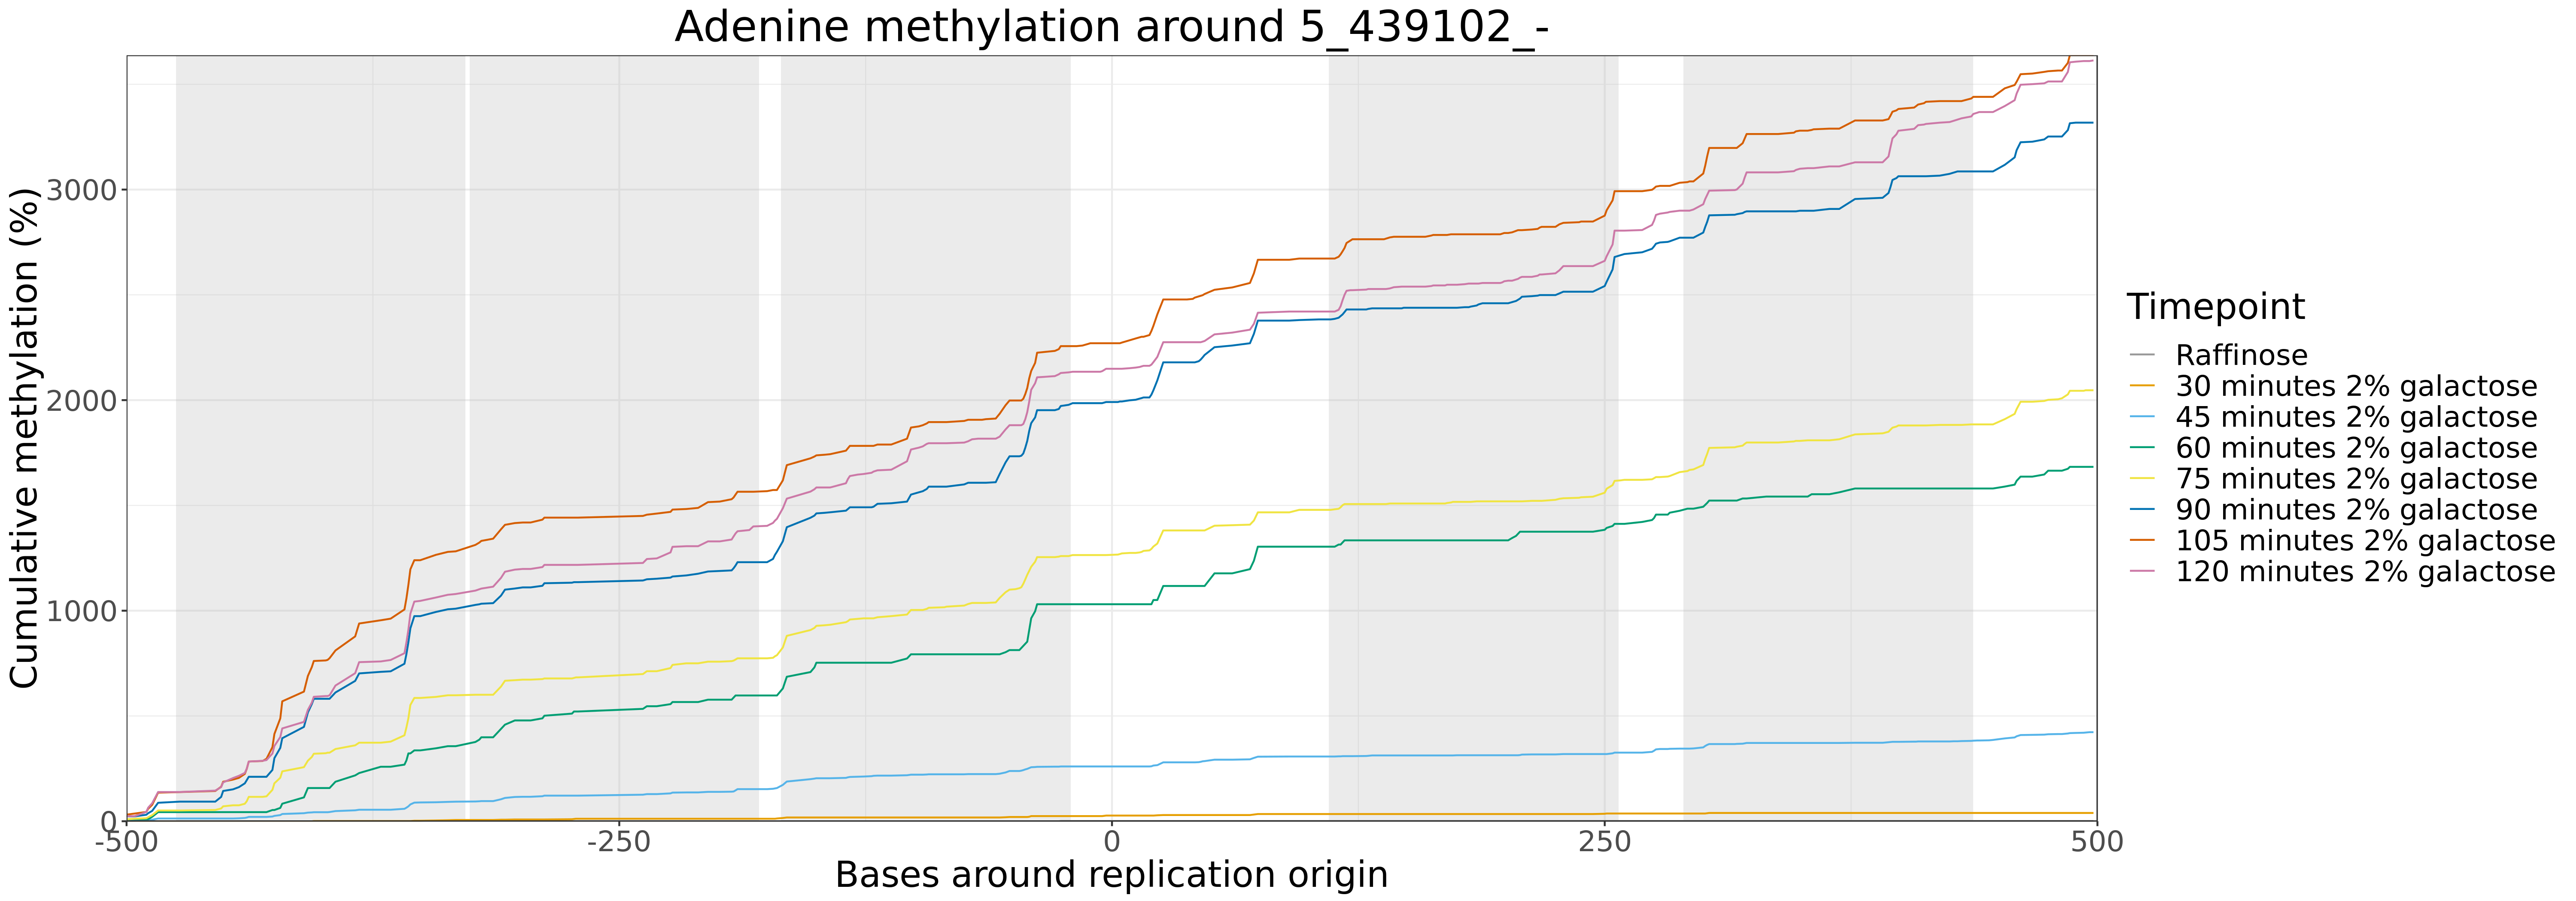 Adenine methylation around 5_439102_-
Cumulative methylation (%)
3000
2000
1000
0
-500
-250
0
250
500
Bases around replication origin
Timepoint
Raffinose
30 minutes 2% galactose
45 minutes 2% galactose
60 minutes 2% galactose
75 minutes 2% galactose
90 minutes 2% galactose
105 minutes 2% galactose
120 minutes 2% galactose